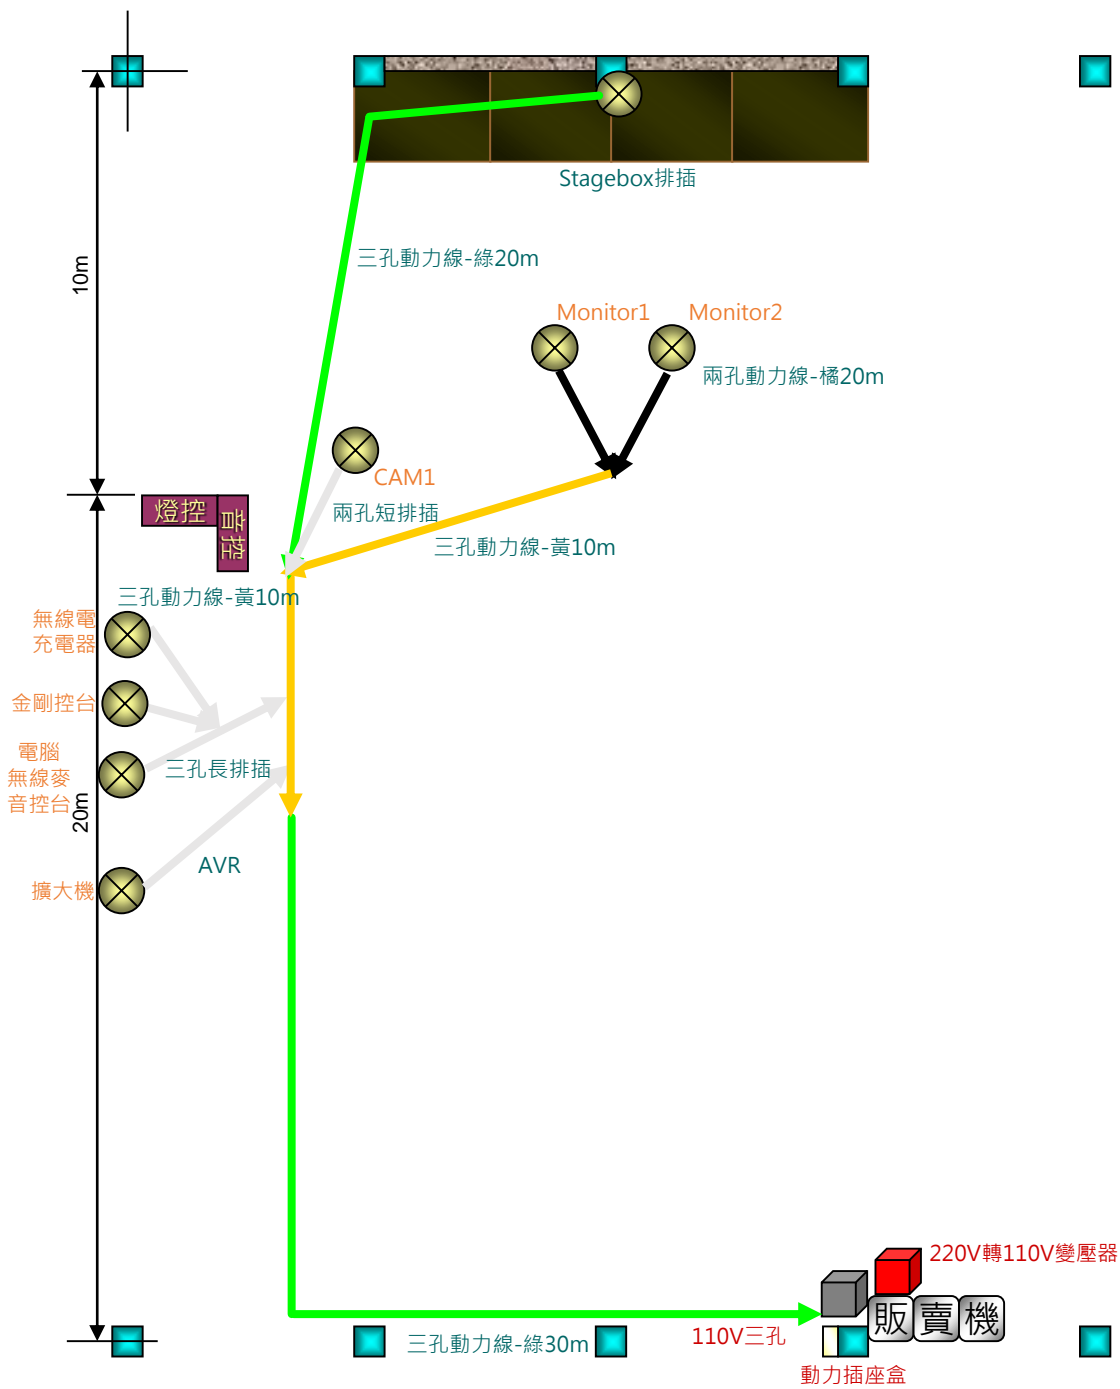 Stagebox排插
三孔動力線-綠20m
10m
Monitor1
Monitor2
兩孔動力線-橘20m
CAM1
燈控
音控
兩孔短排插
三孔動力線-黃10m
三孔動力線-黃10m
無線電
充電器
金剛控台
電腦
無線麥
音控台
三孔長排插
20m
AVR
擴大機
220V轉110V變壓器
販賣機
110V三孔
三孔動力線-綠30m
動力插座盒